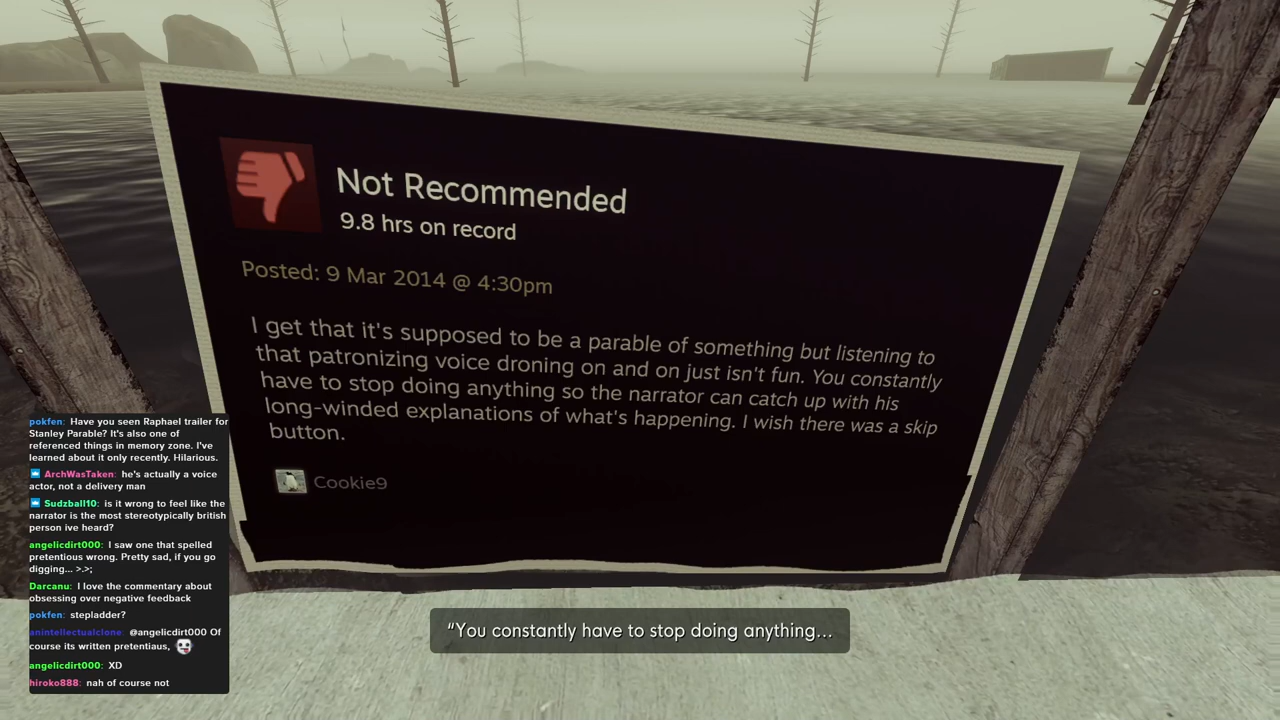 Not Recommended
9.8 hrs on record
Posted: 9 Mar 2014 @ 4:30pm
I get that it's supposed to be a parable of something but listening to
that patronizing voice droning on and on just isn't fun. You constantly
have to stop doing anything so the narrator can catch up with his
long-winded explanations of what's happening. I wish there was a skip
button.
Cookie9
pokfen: Have you seen Raphael trailer for
Stanley Parable? It's also one of
referenced things in memory zone. I've
learned about it only recently. Hilarious.
ArchWasTaken: he's actually a voice
actor, not a delivery man
Sudzball10: is it wrong to feel like the
narrator is the most stereotypically british
person ive heard?
angelicdirt000: I saw one that spelled
pretentious wrong. Pretty sad, if you go
digging... >.>;
Darcanu: I love the commentary about
obsessing over negative feedback
pokfen: stepladder?
anintellectualclone: @angelicdirt000 Of
course its written pretentiaus,
angelicdirt000: XD
hiroko888: nah of course not
“You constantly have to stop doing anything...